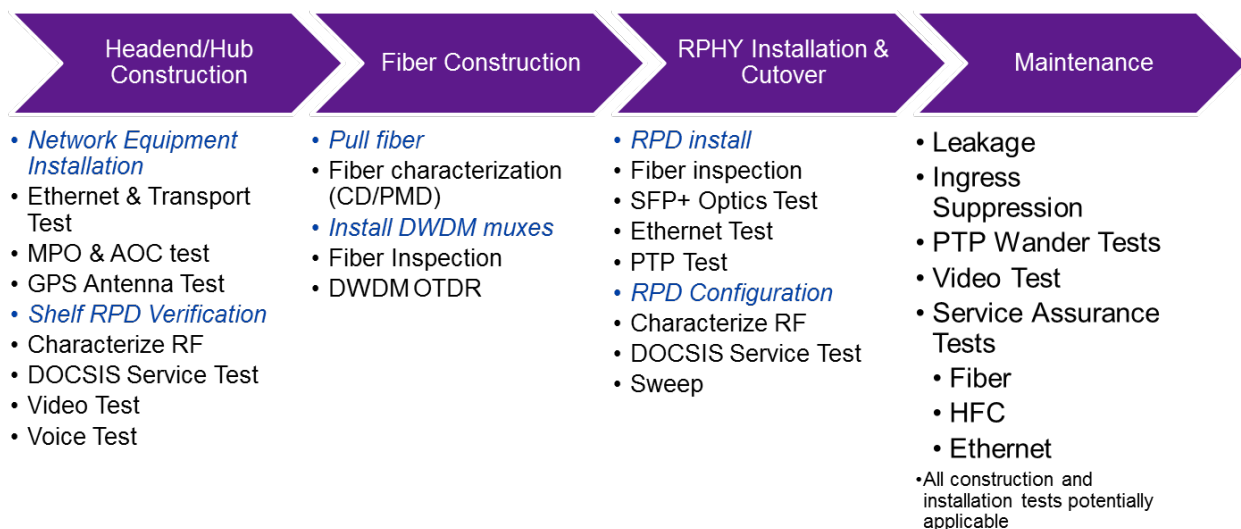 Headend/Hub
Construction
Fiber Construction
RPHY Installation &
Cutover
Maintenance
• Network Equipment
Installation
• Ethernet & Transport
Test
• MPO & AOC test
• GPS Antenna Test
• Shelf RPD Verification
• Characterize RF
• DOCSIS Service Test
• Video Test
• Voice Test
• Pull fiber
• Fiber characterization
(CD/PMD)
• Install DWDM muxes
• Fiber Inspection
• DWDM OTDR
• RPD install
• Fiber inspection
• SFP+ Optics Test
• Ethernet Test
• PTP Test
• RPD Configuration
• Characterize RF
• DOCSIS Service Test
• Sweep
• Leakage
• Ingress
Suppression
• PTP Wander Tests
• Video Test
• Service Assurance
Tests
• Fiber
• HFC
• Ethernet
•All construction and
installation tests potentially
applicable